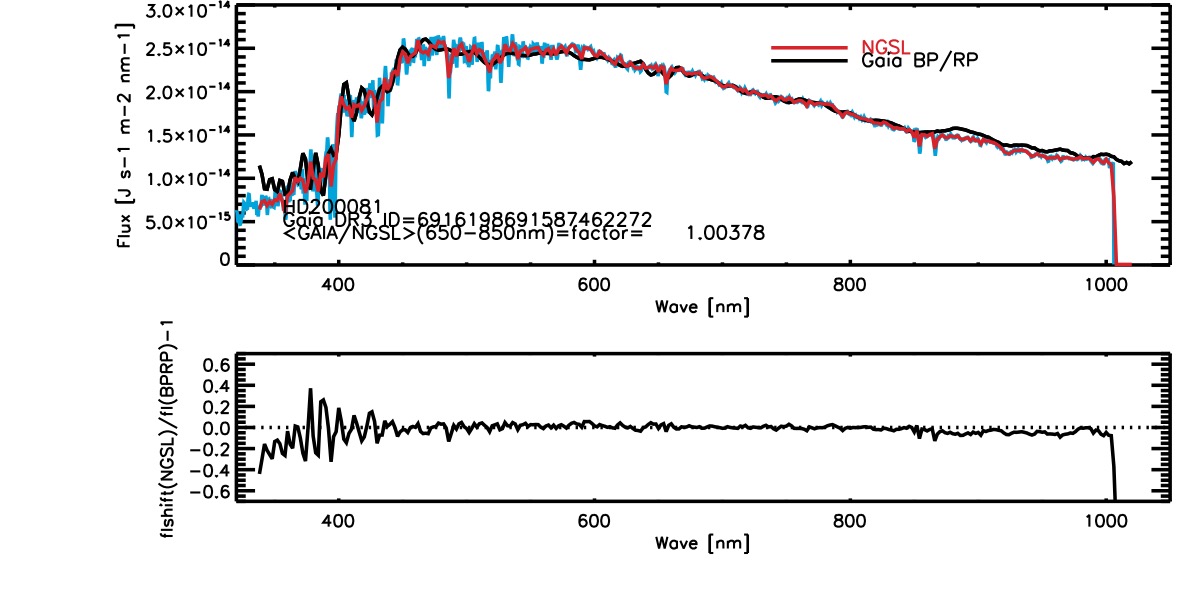 3.0×10−14
2.5×10−14
2.0×10−14
1.5×10−14
1.0×10−14
5.0×10−15
0
Flux [J s−1 m−2 nm−1]
NGSL
Gaia BP/RP
HD200081
Gaia DR3 ID=6916198691587462272
<GAIA/NGSL>(650−850nm)=factor= 1.00378
400 600 800 1000
Wave [nm]
flshift(NGSL)/fl(BPRP)−1
0.6
0.4
0.2
0.0
−0.2
−0.4
−0.6
400 600 800 1000
Wave [nm]